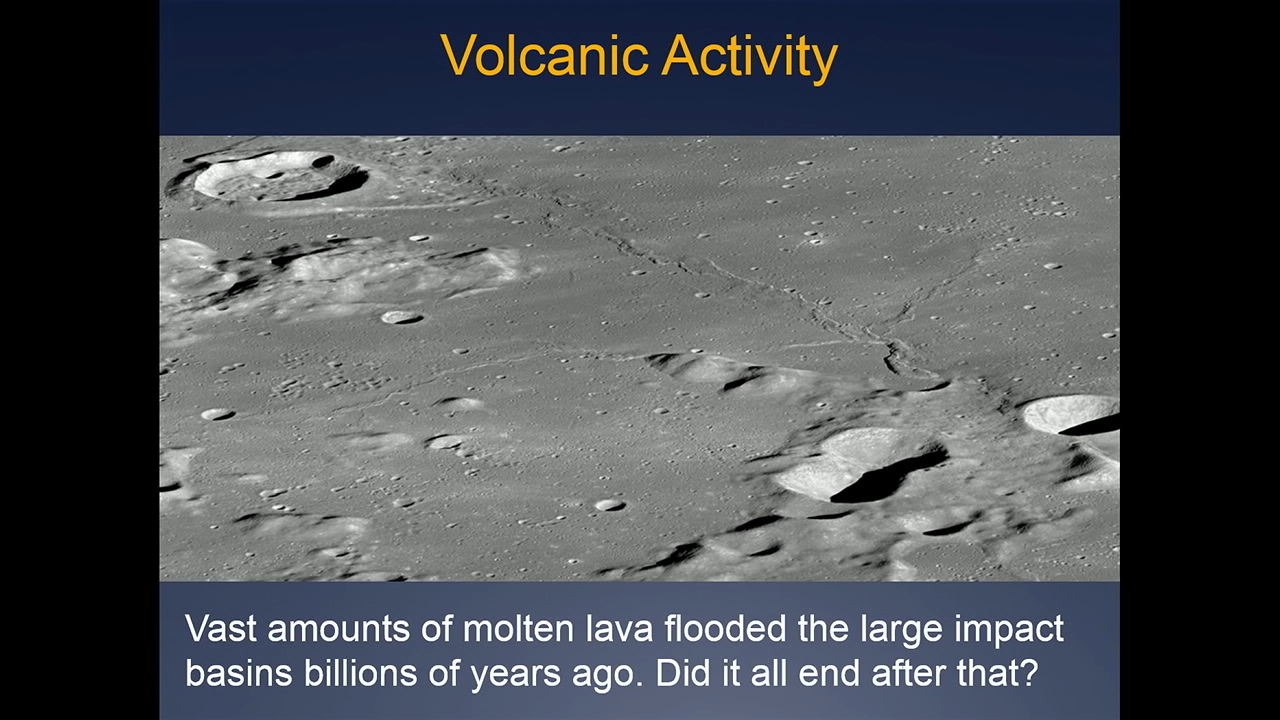 Volcanic Activity
Vast amounts of molten lava flooded the large impact
basins billions of years ago. Did it all end after that?